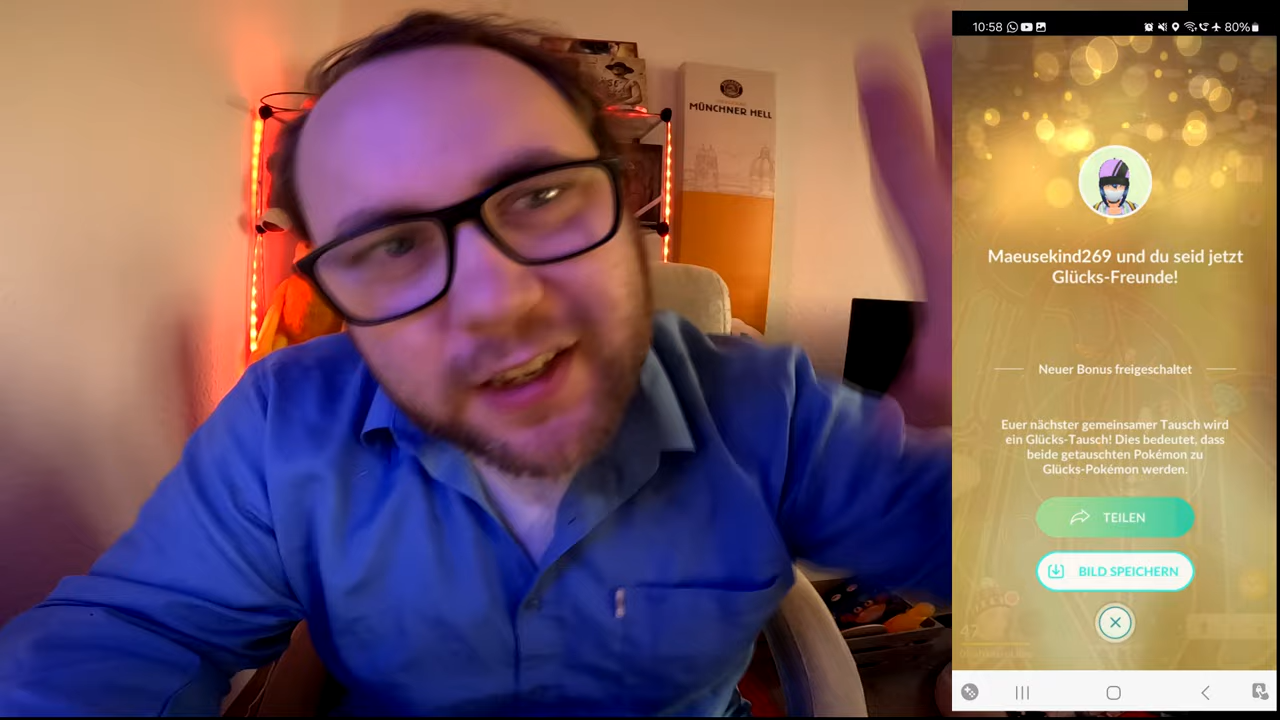 MÜNCHNER HELL
10:58
80%
Maeusekind269 und du seid jetzt
Glücks-Freunde!
Neuer Bonus freigeschaltet
Euer nächster gemeinsamer Tausch wird
ein Glücks-Tausch! Dies bedeutet, dass
beide getauschten Pokémon zu
Glücks-Pokémon werden.
TEILEN
BILD SPEICHERN
47